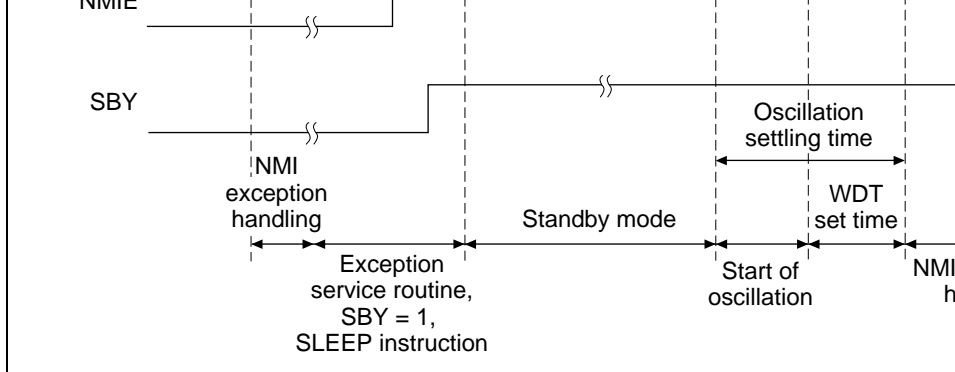 NMIE
SBY
Oscillation
settling time
NMI
exception
handling
WDT
set time
Standby mode
Exception
service routine,
SBY = 1,
SLEEP instruction
Start of
oscillation
NMI
h